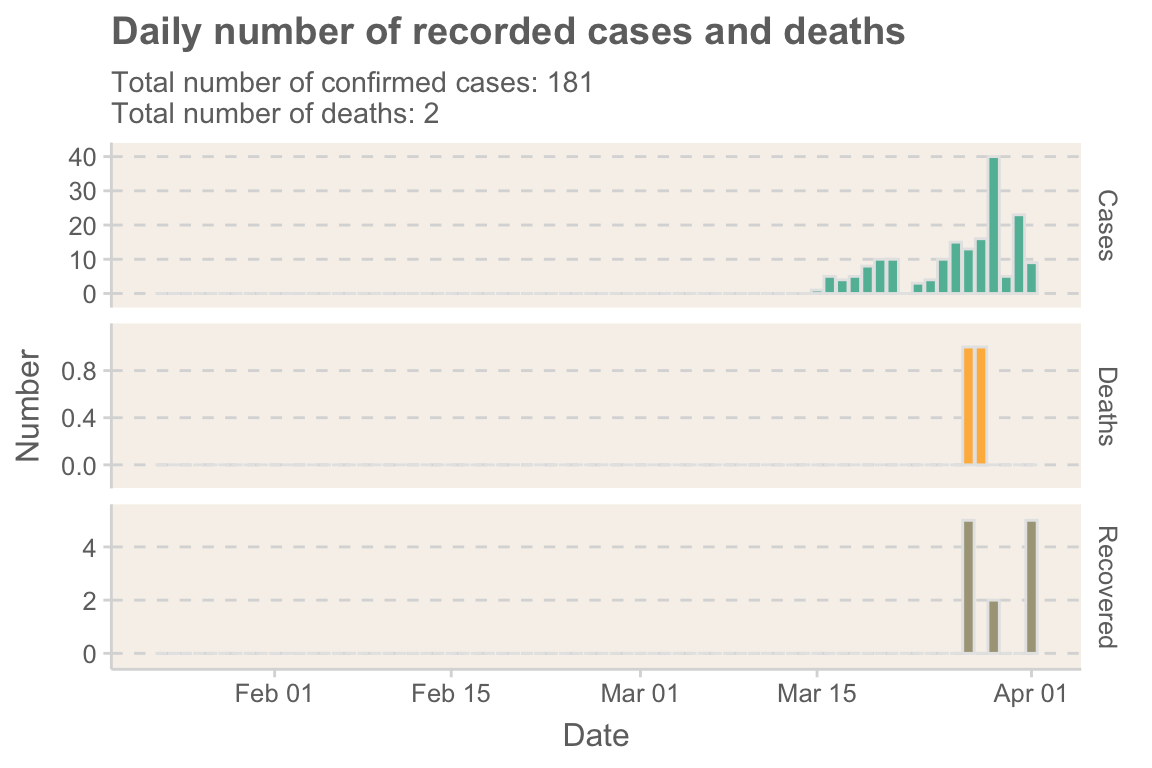 Daily number of recorded cases and deaths
Total number of confirmed cases: 181
Total number of deaths: 2
40
30
20
10
0
Cases
0.8
0.4
0.0
Deaths
Number
4
2
0
Recovered
Feb 01
Feb 15
Mar 01
Mar 15
Apr 01
Date